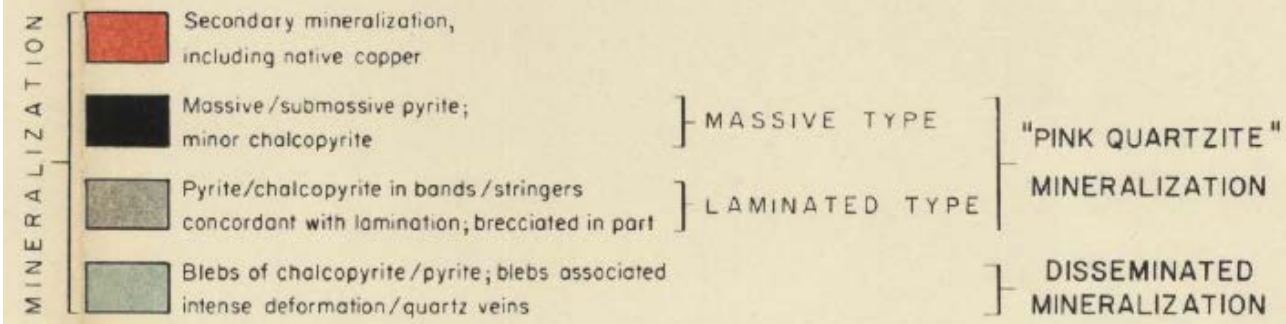 MINERALIZATION
Secondary mineralization,
including native copper
Massive/submassive pyrite;
minor chalcopyrite
MASSIVE TYPE
Pyrite/chalcopyrite in bands/stringers
concordant with lamination; brecciated in part
LAMINATED TYPE
"PINK QUARTZITE"
MINERALIZATION
Blebs of chalcopyrite/pyrite; blebs associated
intense deformation/quartz veins
DISSEMINATED
MINERALIZATION